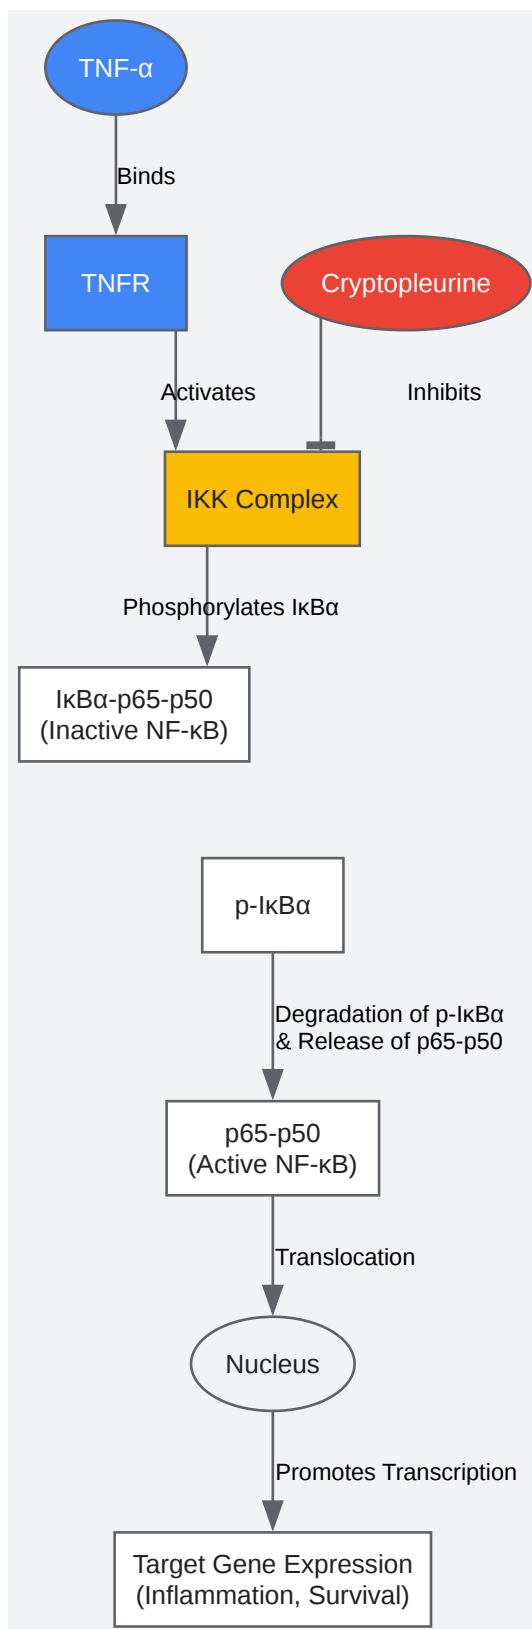 TNF-α
Binds
TNFR
Cryptopleurine
Activates
Inhibits
IKK Complex
Phosphorylates IκBα
IκBα-p65-p50
(Inactive NF-κB)
p-IκBα
Degradation of p-IκBα
& Release of p65-p50
p65-p50
(Active NF-κB)
Translocation
Nucleus
Promotes Transcription
Target Gene Expression
(Inflammation, Survival)